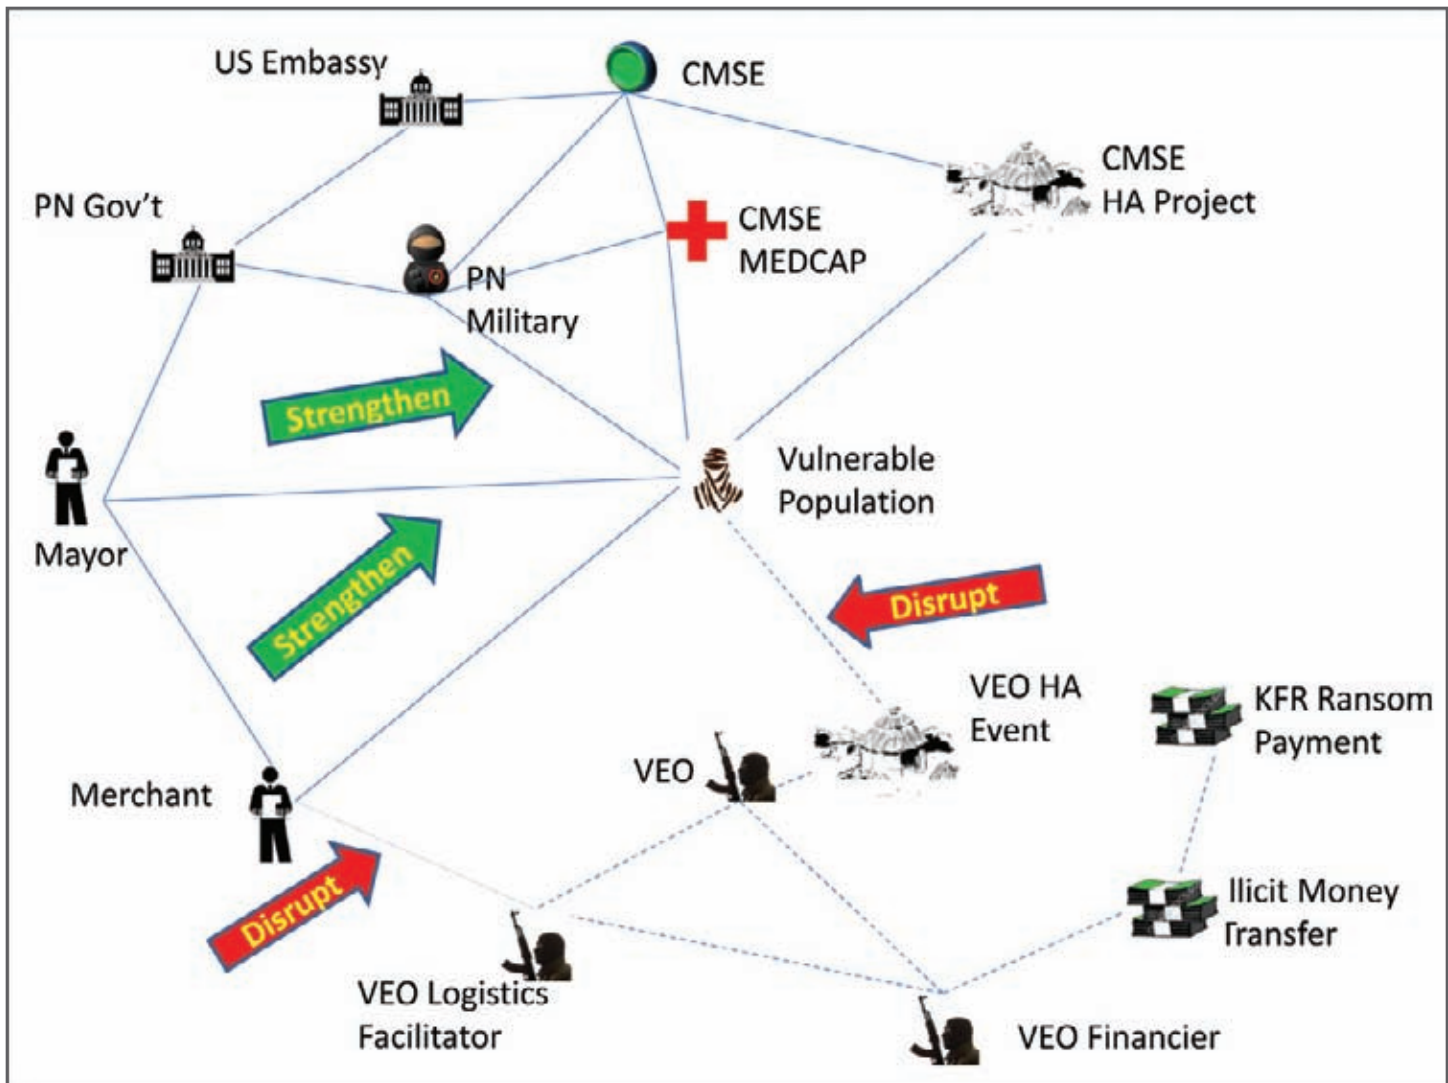 US Embassy
CMSE
CMSE
HA Project
PN Gov't
CMSE
MEDCAP
PN
Military
Strengthen
Vulnerable
Population
Mayor
Strengthen
Disrupt
VEO HA
Event
KFR Ransom
Payment
VEO
Merchant
Disrupt
llicit Money
Transfer
VEO Logistics
Facilitator
VEO Financier